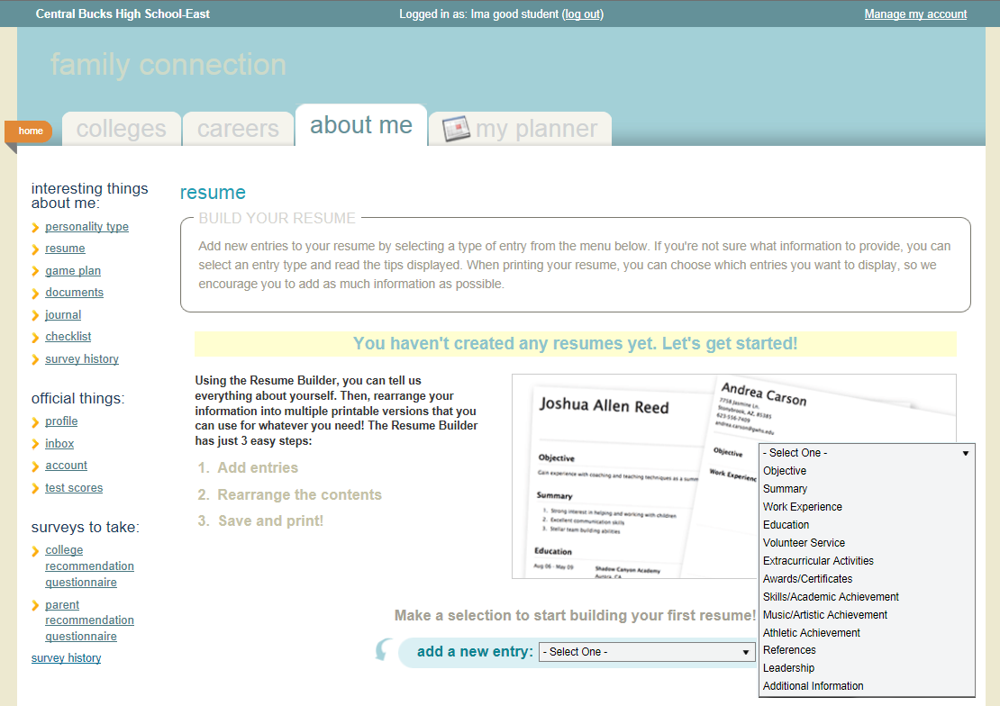 Central Bucks High School-East
Logged in as: Ima good student (log out)
Manage my account
family connection
home
colleges
careers
about me
my planner
interesting things
about me:
personality type
resume
game plan
documents
journal
checklist
survey history
official things:
profile
inbox
account
test scores
surveys to take:
college
recommendation
questionnaire
parent
recommendation
questionnaire
survey history
resume
BUILD YOUR RESUME
Add new entries to your resume by selecting a type of entry from the menu below. If you're not sure what information to provide, you can
select an entry type and read the tips displayed. When printing your resume, you can choose which entries you want to display, so we
encourage you to add as much information as possible.
You haven't created any resumes yet. Let's get started!
Using the Resume Builder, you can tell us
everything about yourself. Then, rearrange your
information into multiple printable versions that you
can use for whatever you need! The Resume Builder
has just 3 easy steps:
1. Add entries
2. Rearrange the contents
3. Save and print!
Joshua Allen Reed
Objective
Gain experience with coaching and teaching techniques as a summ
Summary
1. Strong interest in helping and working with children
2. Excellent communication skills
3. Stellar team building abilities
Education
Aug 06 - May 09 Shadow Canyon Academy
Aurora, CA
Andrea Carson
7758 Jasmine Ln.
Stonybrook, AZ, 85385
623-556-7409
andrea.carson@gwhs.edu
Objective
Work Experienc
Make a selection to start building your first resume!
add a new entry: - Select One -
- Select One -
Objective
Summary
Work Experience
Education
Volunteer Service
Extracurricular Activities
Awards/Certificates
Skills/Academic Achievement
Music/Artistic Achievement
Athletic Achievement
References
Leadership
Additional Information